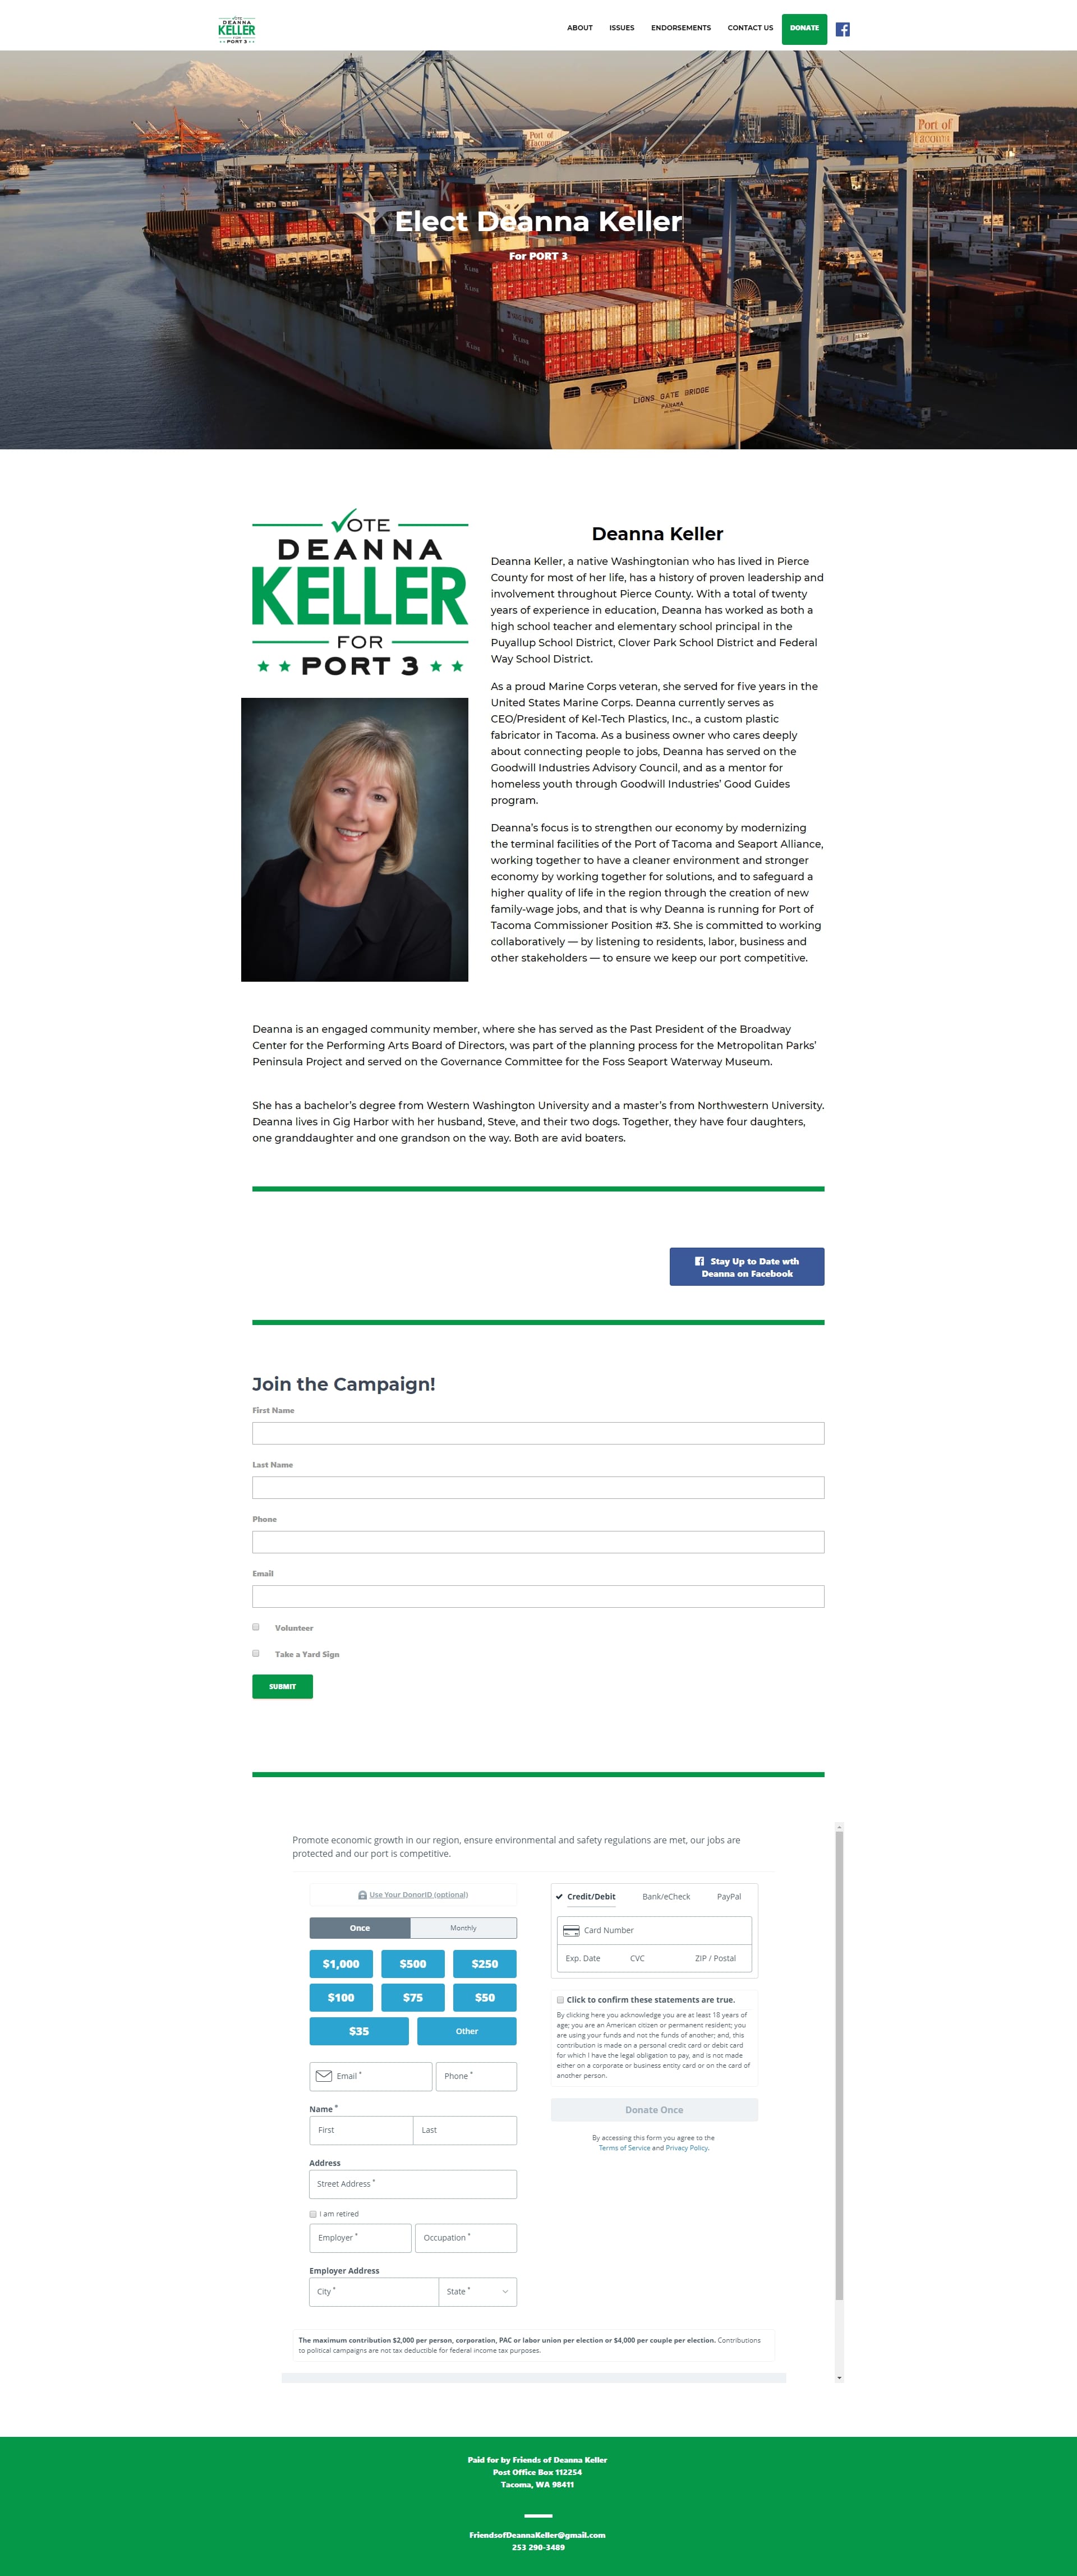 VOTE
DEANNA
KELLER
FOR
PORT 3
ABOUT
ISSUES
ENDORSEMENTS
CONTACT US
DONATE
Port of
Tacoma
Port of
Tacoma
Elect Deanna Keller
For PORT 3
LIONS GATE BRIDGE
PANAMA
VOTE
DEANNA
KELLER
FOR
PORT 3
Deanna Keller
Deanna Keller, a native Washingtonian who has lived in Pierce
County for most of her life, has a history of proven leadership and
involvement throughout Pierce County. With a total of twenty
years of experience in education, Deanna has worked as both a
high school teacher and elementary school principal in the
Puyallup School District, Clover Park School District and Federal
Way School District.
As a proud Marine Corps veteran, she served for five years in the
United States Marine Corps. Deanna currently serves as
CEO/President of Kel-Tech Plastics, Inc., a custom plastic
fabricator in Tacoma. As a business owner who cares deeply
about connecting people to jobs, Deanna has served on the
Goodwill Industries Advisory Council, and as a mentor for
homeless youth through Goodwill Industries’ Good Guides
program.
Deanna’s focus is to strengthen our economy by modernizing
the terminal facilities of the Port of Tacoma and Seaport Alliance,
working together to have a cleaner environment and stronger
economy by working together for solutions, and to safeguard a
higher quality of life in the region through the creation of new
family-wage jobs, and that is why Deanna is running for Port of
Tacoma Commissioner Position #3. She is committed to working
collaboratively — by listening to residents, labor, business and
other stakeholders — to ensure we keep our port competitive.
Deanna is an engaged community member, where she has served as the Past President of the Broadway
Center for the Performing Arts Board of Directors, was part of the planning process for the Metropolitan Parks’
Peninsula Project and served on the Governance Committee for the Foss Seaport Waterway Museum.
She has a bachelor’s degree from Western Washington University and a master’s from Northwestern University.
Deanna lives in Gig Harbor with her husband, Steve, and their two dogs. Together, they have four daughters,
one granddaughter and one grandson on the way. Both are avid boaters.
Stay Up to Date wth
Deanna on Facebook
Join the Campaign!
First Name
Last Name
Phone
Email
Volunteer
Take a Yard Sign
SUBMIT
Promote economic growth in our region, ensure environmental and safety regulations are met, our jobs are
protected and our port is competitive.
Use Your DonorID (optional)
Once
Monthly
$1,000
$500
$250
$100
$75
$50
$35
Other
Email *
Phone *
Name *
First
Last
Address
Street Address *
I am retired
Employer *
Occupation *
Employer Address
City *
State *
Credit/Debit
Bank/eCheck
PayPal
Card Number
Exp. Date
CVC
ZIP / Postal
Click to confirm these statements are true.
By clicking here you acknowledge you are at least 18 years of
age; you are an American citizen or permanent resident; you
are using your funds and not the funds of another; and, this
contribution is made on a personal credit card or debit card
for which I have the legal obligation to pay, and is not made
either on a corporate or business entity card or on the card of
another person.
Donate Once
By accessing this form you agree to the
Terms of Service and Privacy Policy.
The maximum contribution $2,000 per person, corporation, PAC or labor union per election or $4,000 per couple per election. Contributions
to political campaigns are not tax deductible for federal income tax purposes.
Paid for by Friends of Deanna Keller
Post Office Box 112254
Tacoma, WA 98411
FriendsofDeannaKeller@gmail.com
253 290-3489